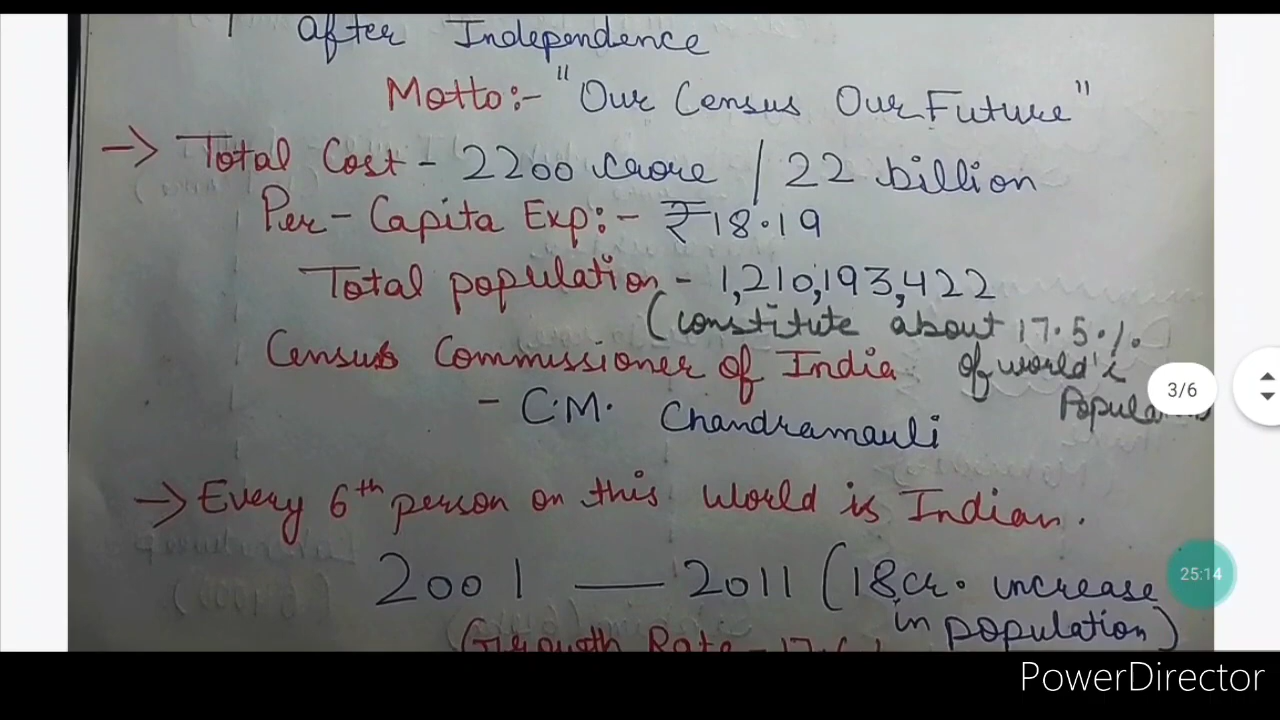 After Independence
Motto:- "Our Census Our Future"
→ Total Cost - 2200 crore / 22 billion
Per-Capita Exp:- ₹18.19
Total population - 1,210,193,422
(constitute about 17.5%
Census Commissioner of India of world's
3/6
- C.M. Chandramauli
→ Every 6th person on this world is Indian.
2001 — 2011 (18cr. increase
25:14
in population)
Growth Rate -
PowerDirector